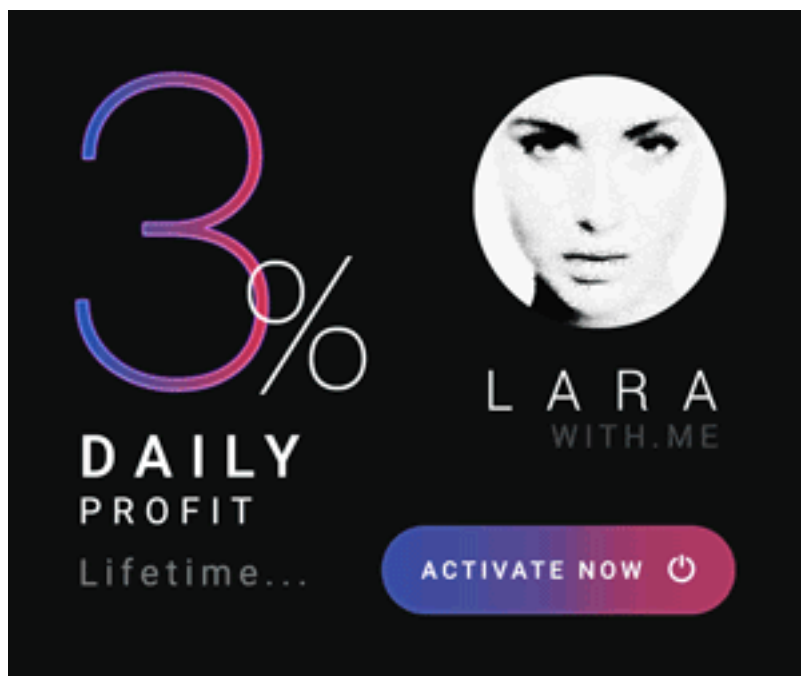 3%
DAILY
PROFIT
Lifetime...
LARA
WITH.ME
ACTIVATE NOW